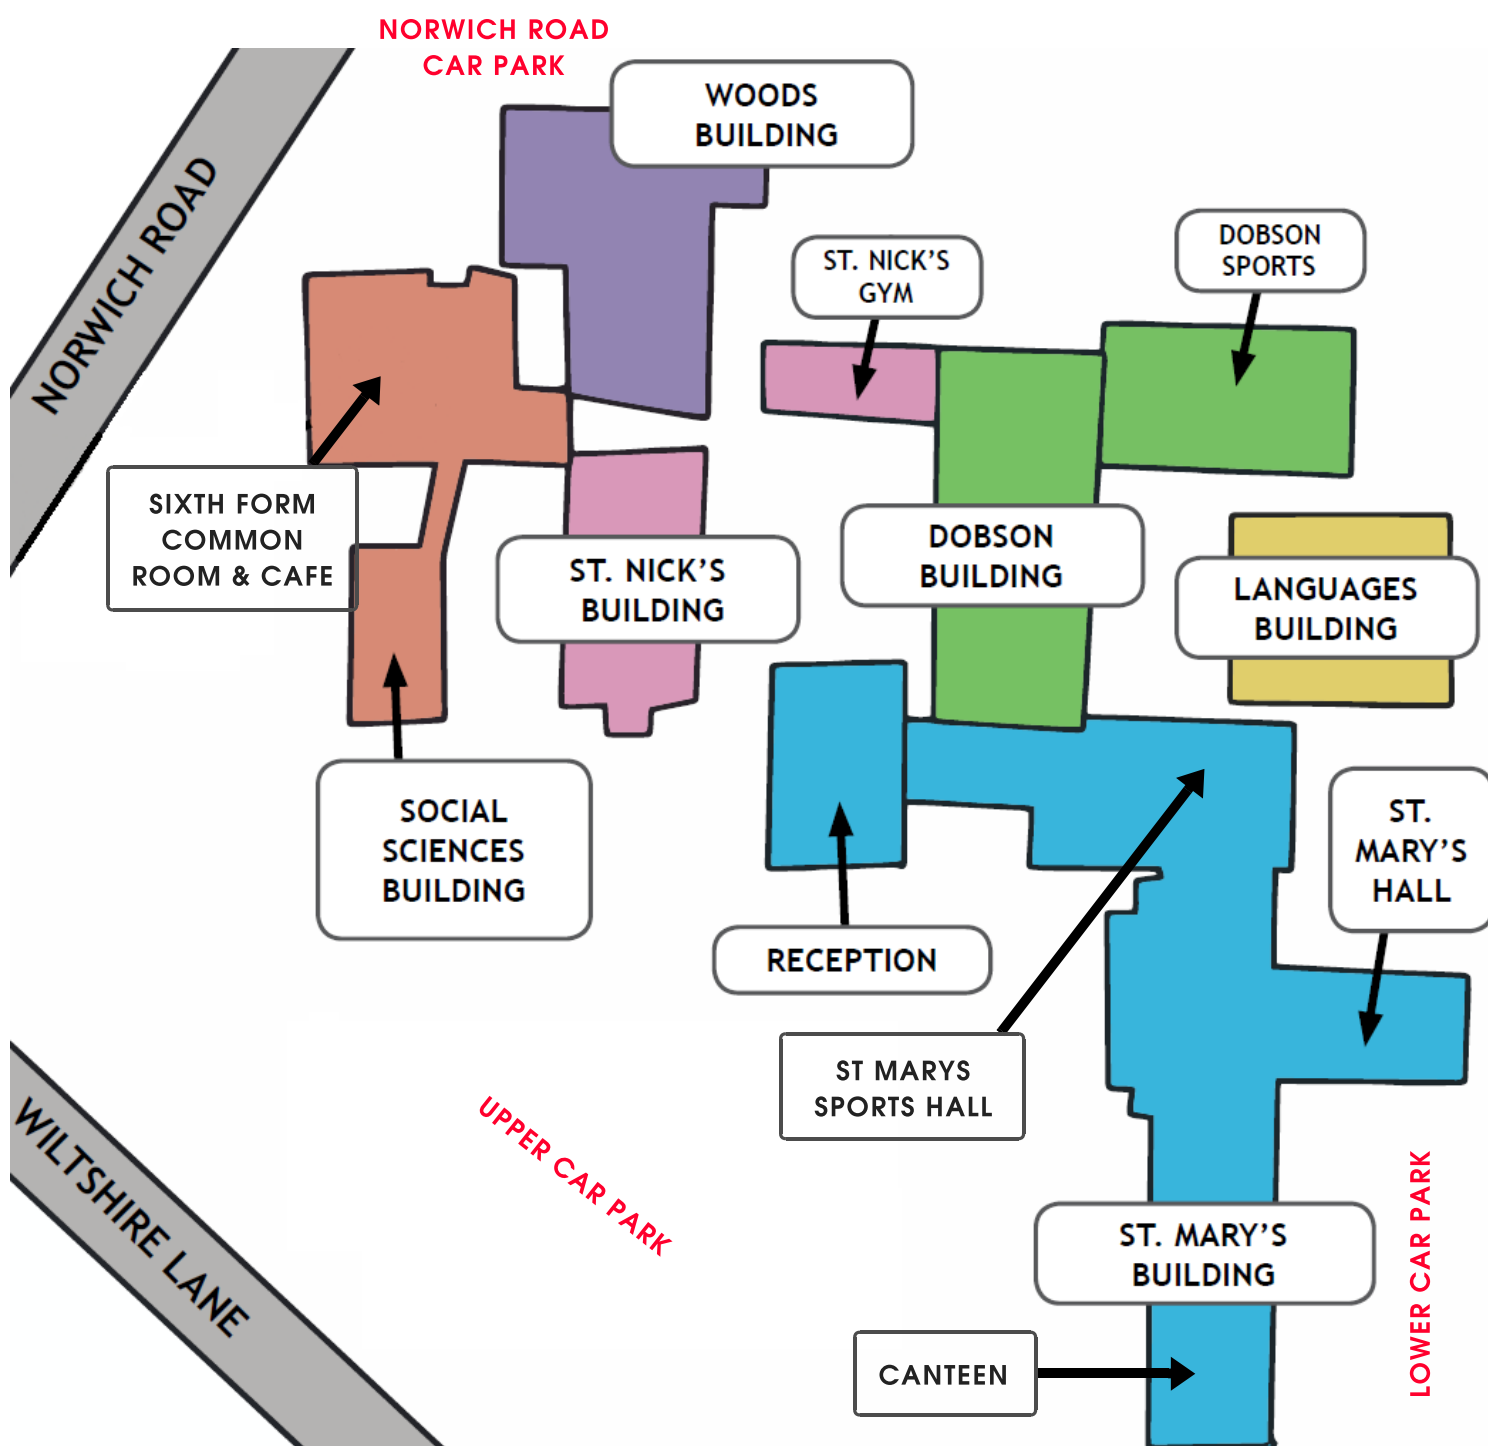 NORWICH ROAD
CAR PARK
WOODS
BUILDING
NORWICH ROAD
ST. NICK'S
GYM
DOBSON
SPORTS
SIXTH FORM
COMMON
ROOM & CAFE
ST. NICK'S
BUILDING
DOBSON
BUILDING
LANGUAGES
BUILDING
SOCIAL
SCIENCES
BUILDING
ST.
MARY'S
HALL
RECEPTION
ST MARYS
SPORTS HALL
UPPER CAR PARK
WILTSHIRE LANE
ST. MARY'S
BUILDING
LOWER CAR PARK
CANTEEN